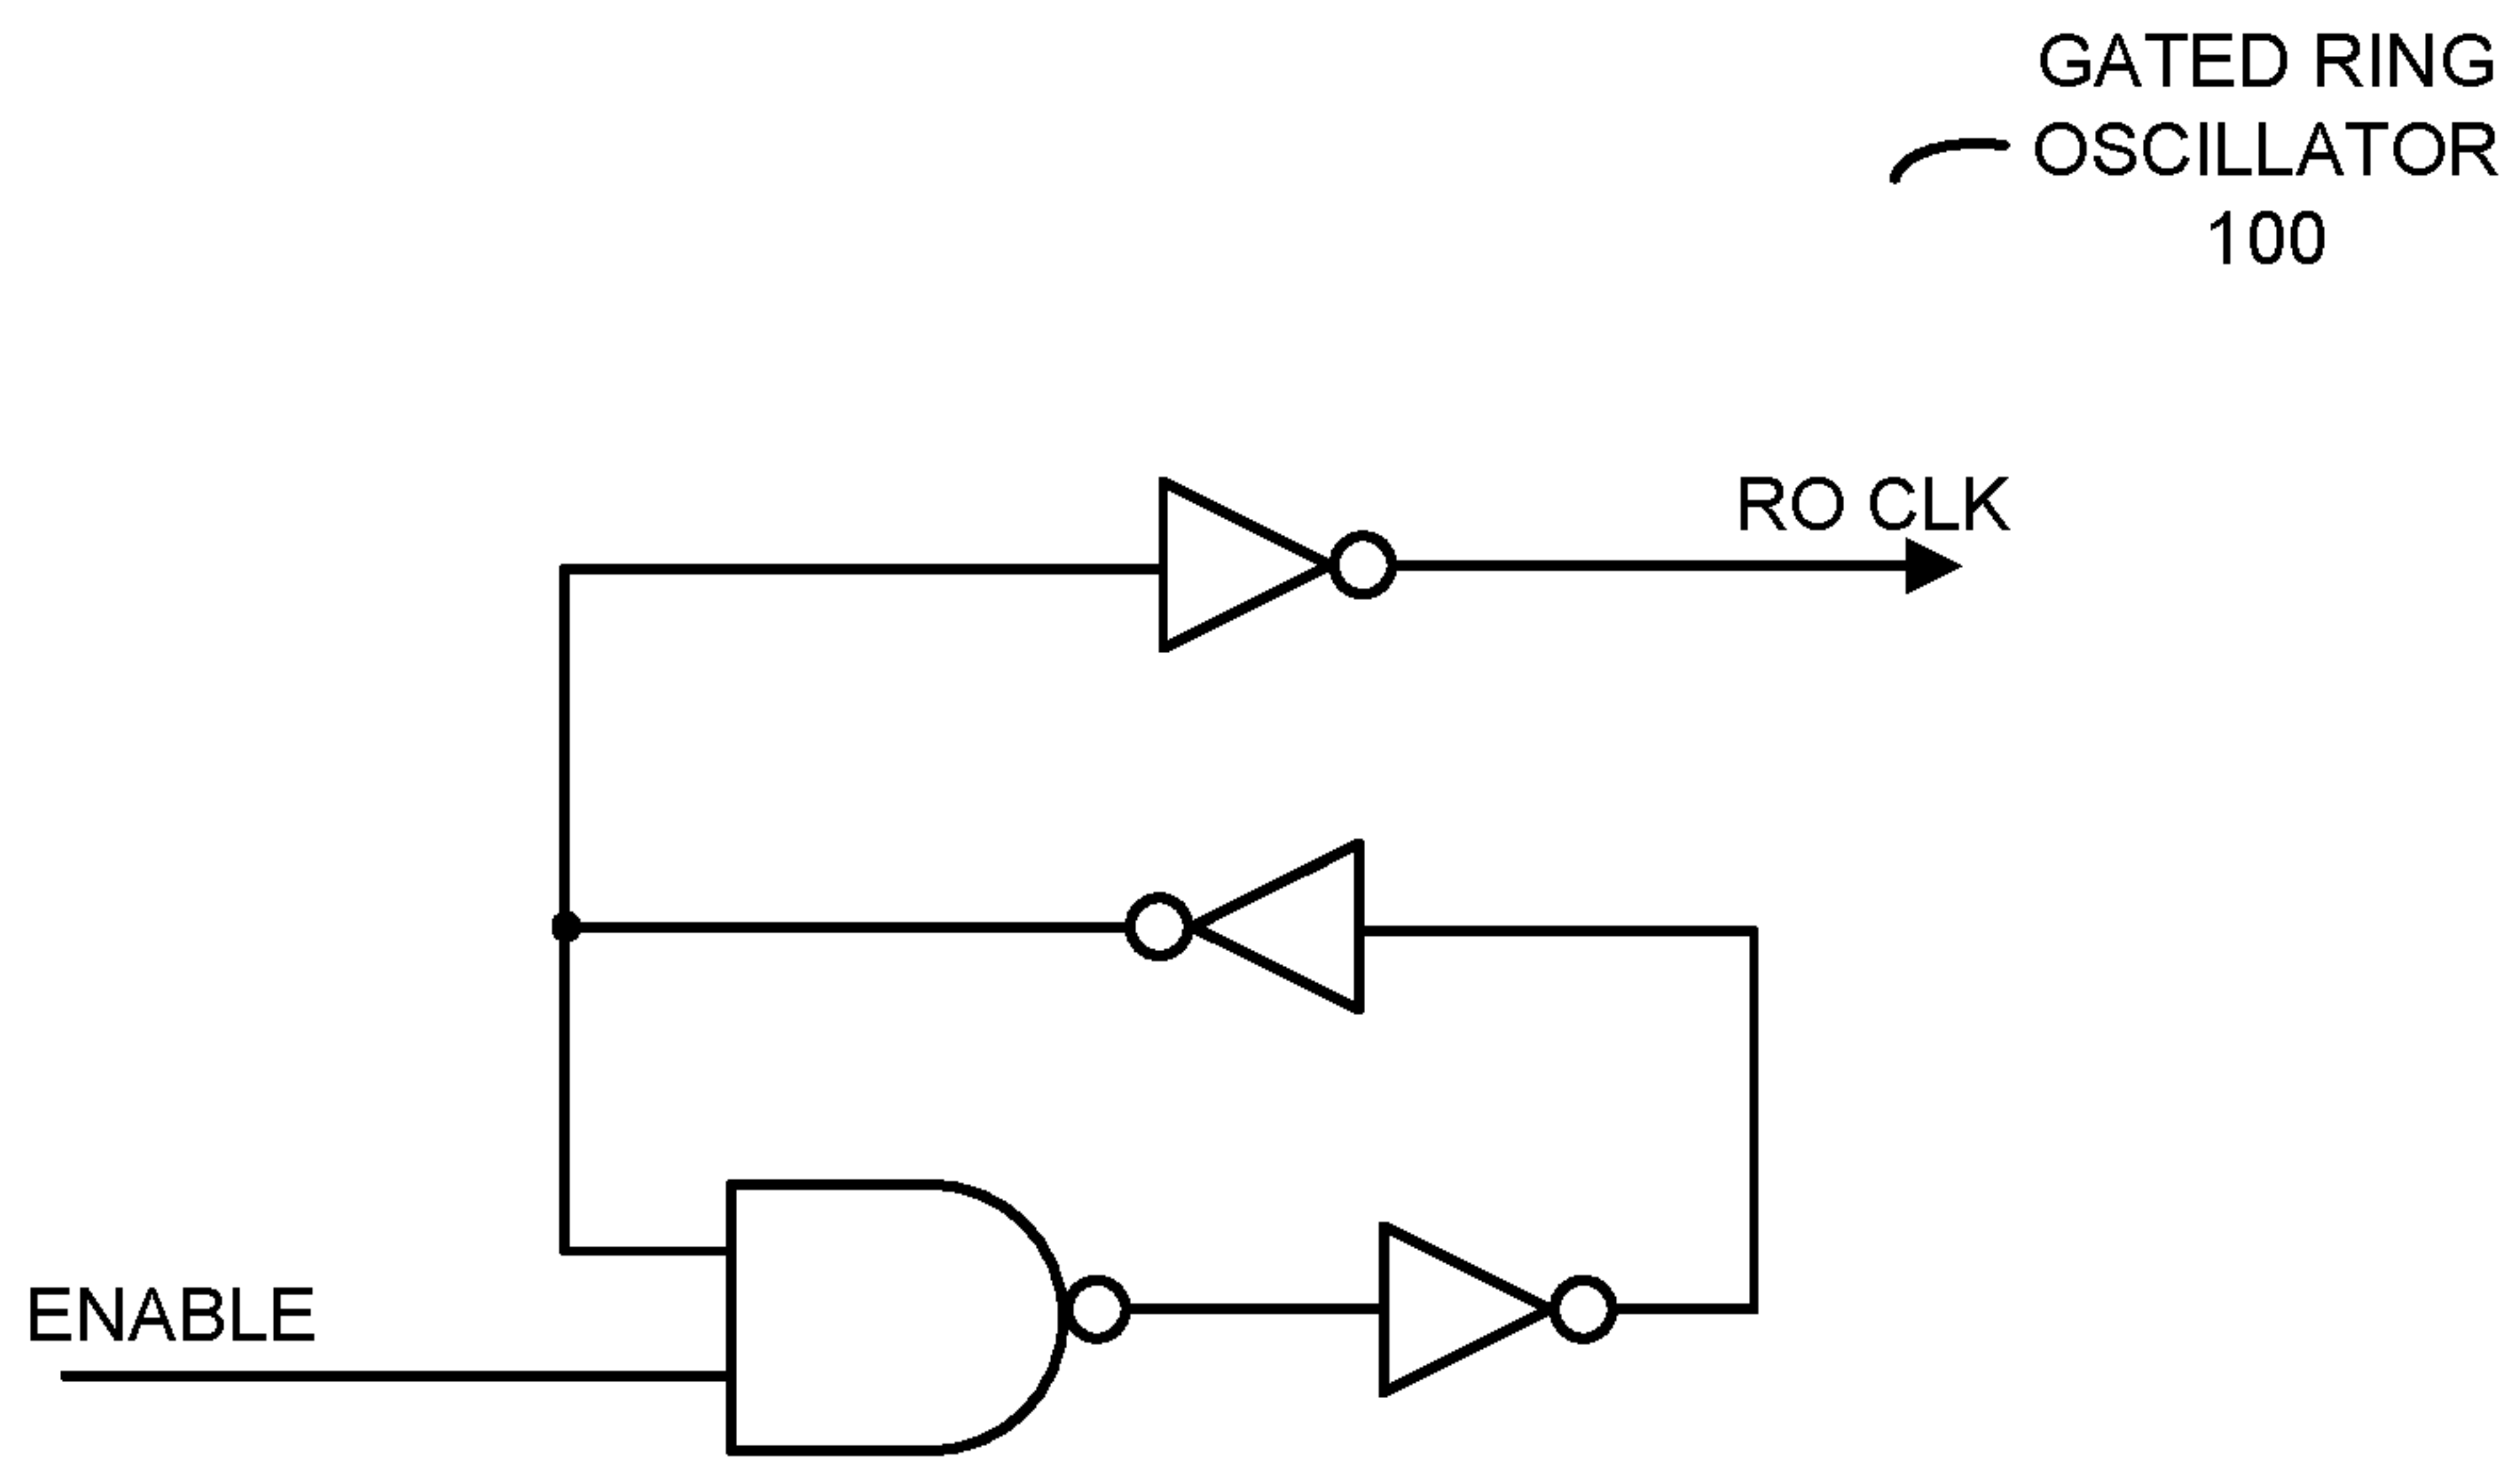 GATED RING
OSCILLATOR
100
RO CLK
ENABLE